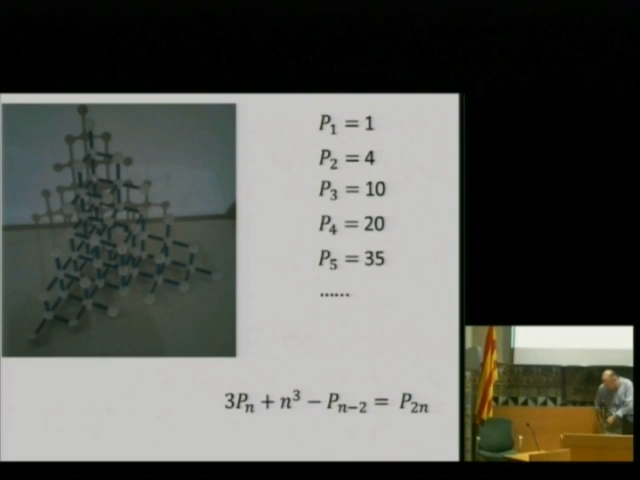 P₁ = 1
P₂ = 4
P₃ = 10
P₄ = 20
P₅ = 35
......
3Pₙ + n³ − Pₙ₋₂ = P₂ₙ